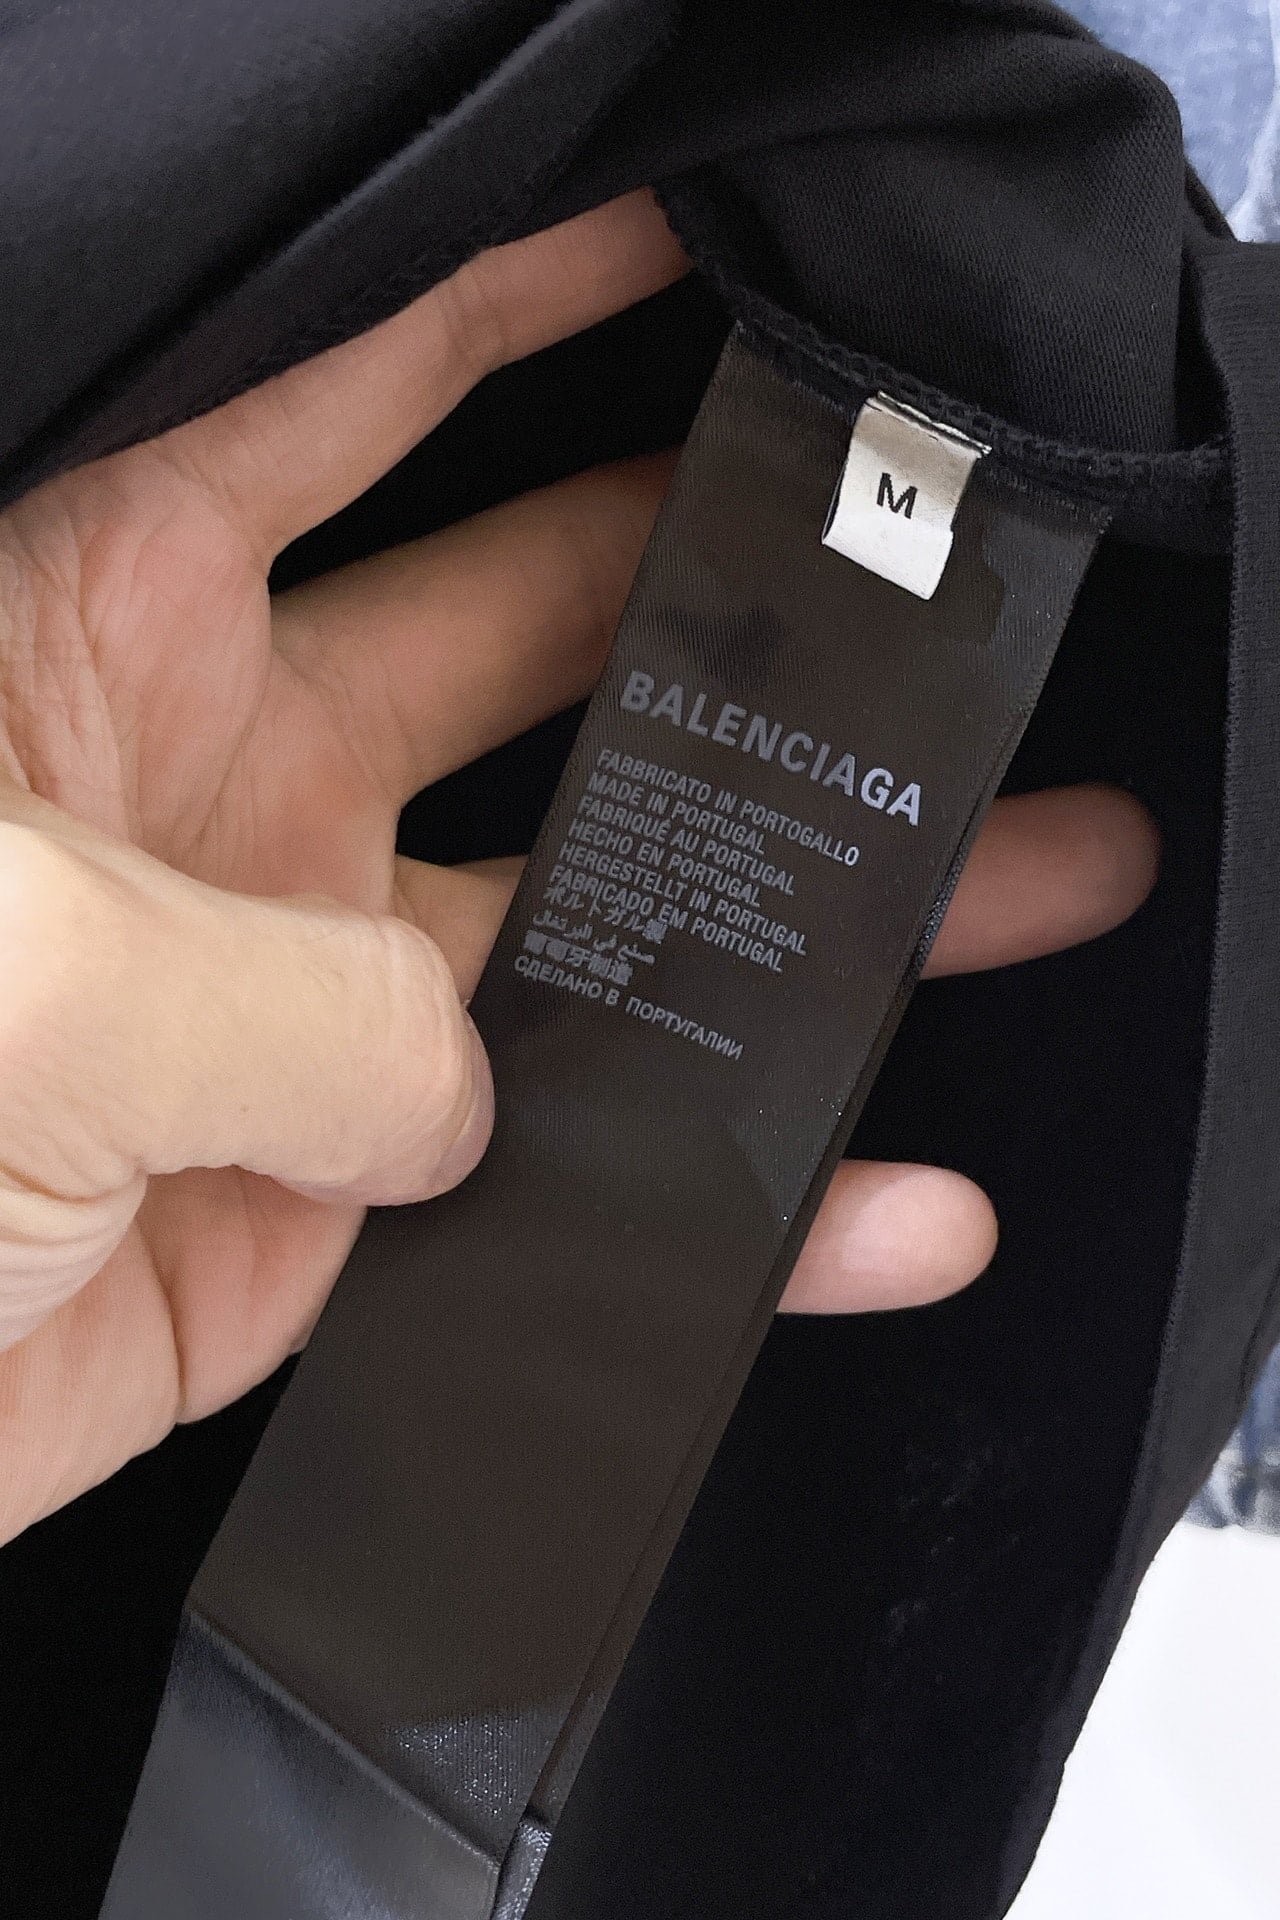 M
BALENCIAGA
FABBRICATO IN PORTOGALLO
MADE IN PORTUGAL
FABRIQUÉ AU PORTUGAL
HECHO EN PORTUGAL
HERGESTELLT IN PORTUGAL
FABRICADO EM PORTUGAL
ポルトガル製
صنع في البرتغال
葡萄牙制造
СДЕЛАНО В ПОРТУГАЛИИ